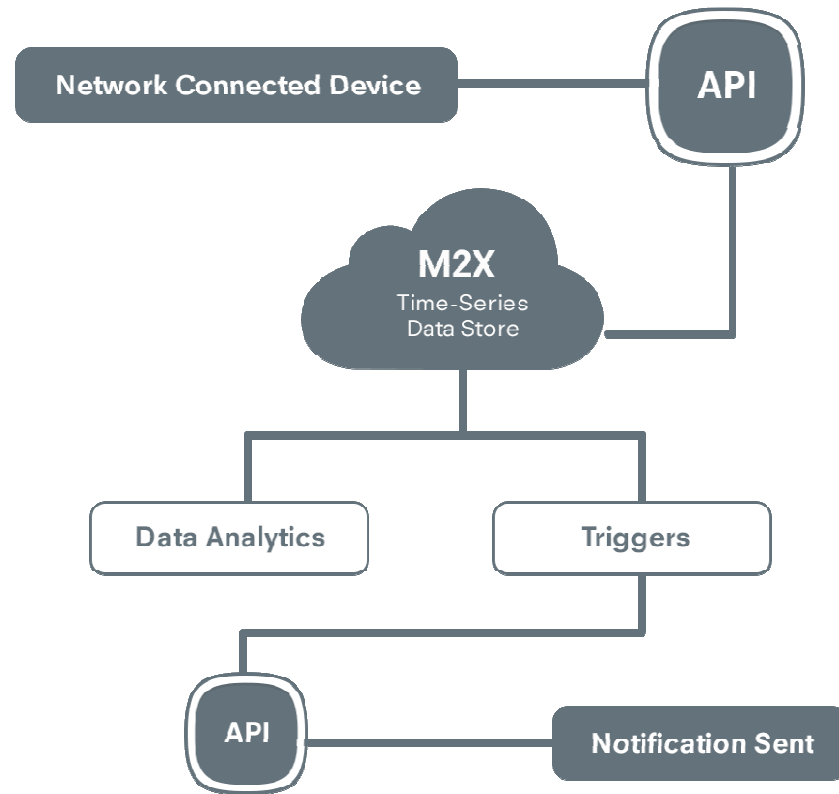 Network Connected Device
API
M2X
Time-Series
Data Store
Data Analytics
Triggers
API
Notification Sent